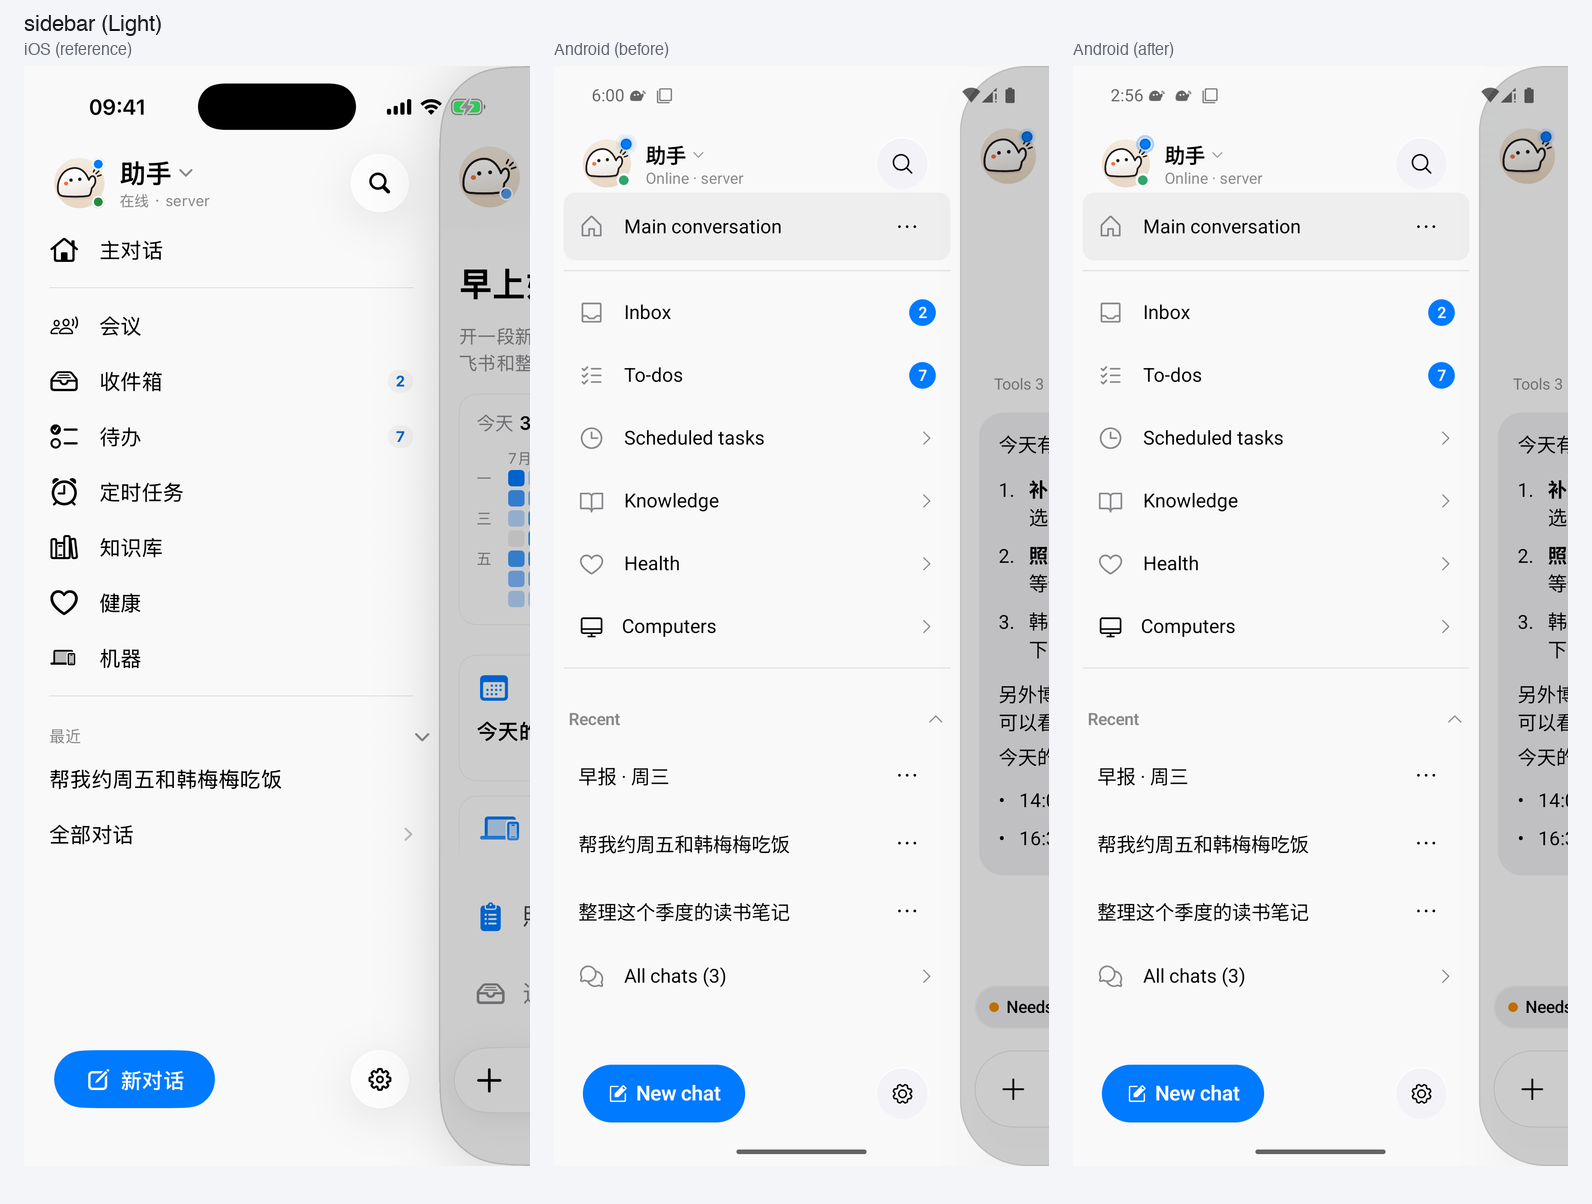 sidebar (Light)
iOS (reference)
09:41
助手
在线 · server
主对话
会议
收件箱 2
待办 7
定时任务
知识库
健康
机器
最近
帮我约周五和韩梅梅吃饭
全部对话
新对话
早上
开一段新
飞书和整
今天 3
7月
一
三
五
今天的
Android (before)
6:00
助手
Online · server
Main conversation
Inbox 2
To-dos 7
Scheduled tasks
Knowledge
Health
Computers
Recent
早报 · 周三
帮我约周五和韩梅梅吃饭
整理这个季度的读书笔记
All chats (3)
New chat
Tools 3
今天有
1. 补
选
2. 照
等
3. 韩
下
另外博
可以看
今天的
• 14:0
• 16:3
Needs
Android (after)
2:56
助手
Online · server
Main conversation
Inbox 2
To-dos 7
Scheduled tasks
Knowledge
Health
Computers
Recent
早报 · 周三
帮我约周五和韩梅梅吃饭
整理这个季度的读书笔记
All chats (3)
New chat
Tools 3
今天有
1. 补
选
2. 照
等
3. 韩
下
另外博
可以看
今天的
• 14:0
• 16:3
Needs